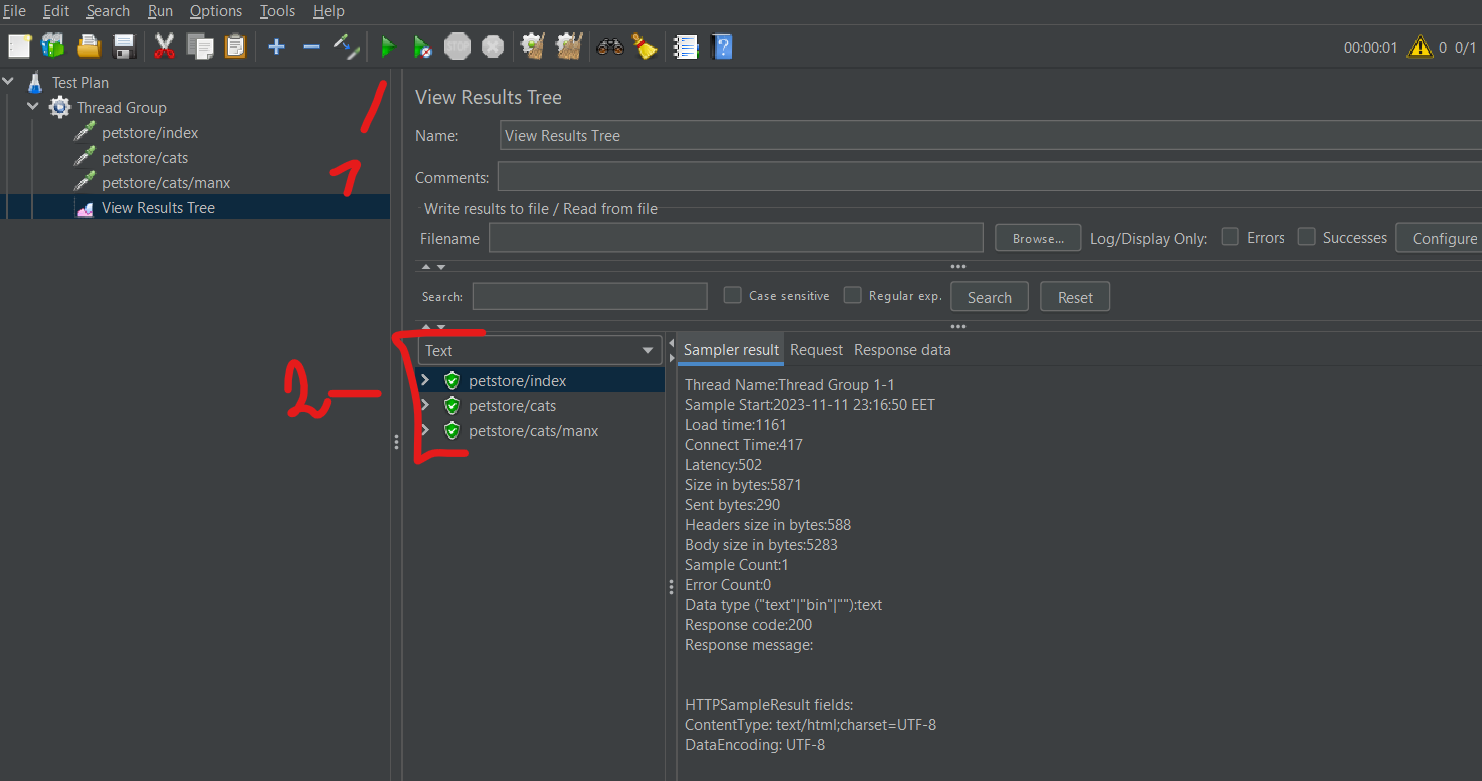 File Edit Search Run Options Tools Help
STOP
00:00:01 0 0/1
Test Plan
Thread Group
petstore/index
petstore/cats
petstore/cats/manx
View Results Tree
1
View Results Tree
Name: View Results Tree
Comments:
Write results to file / Read from file
Filename Browse... Log/Display Only: Errors Successes Configure
Search: Case sensitive Regular exp. Search Reset
2
Text
petstore/index
petstore/cats
petstore/cats/manx
Sampler result Request Response data
Thread Name:Thread Group 1-1
Sample Start:2023-11-11 23:16:50 EET
Load time:1161
Connect Time:417
Latency:502
Size in bytes:5871
Sent bytes:290
Headers size in bytes:588
Body size in bytes:5283
Sample Count:1
Error Count:0
Data type ("text"|"bin"|""):text
Response code:200
Response message:
HTTPSampleResult fields:
ContentType: text/html;charset=UTF-8
DataEncoding: UTF-8